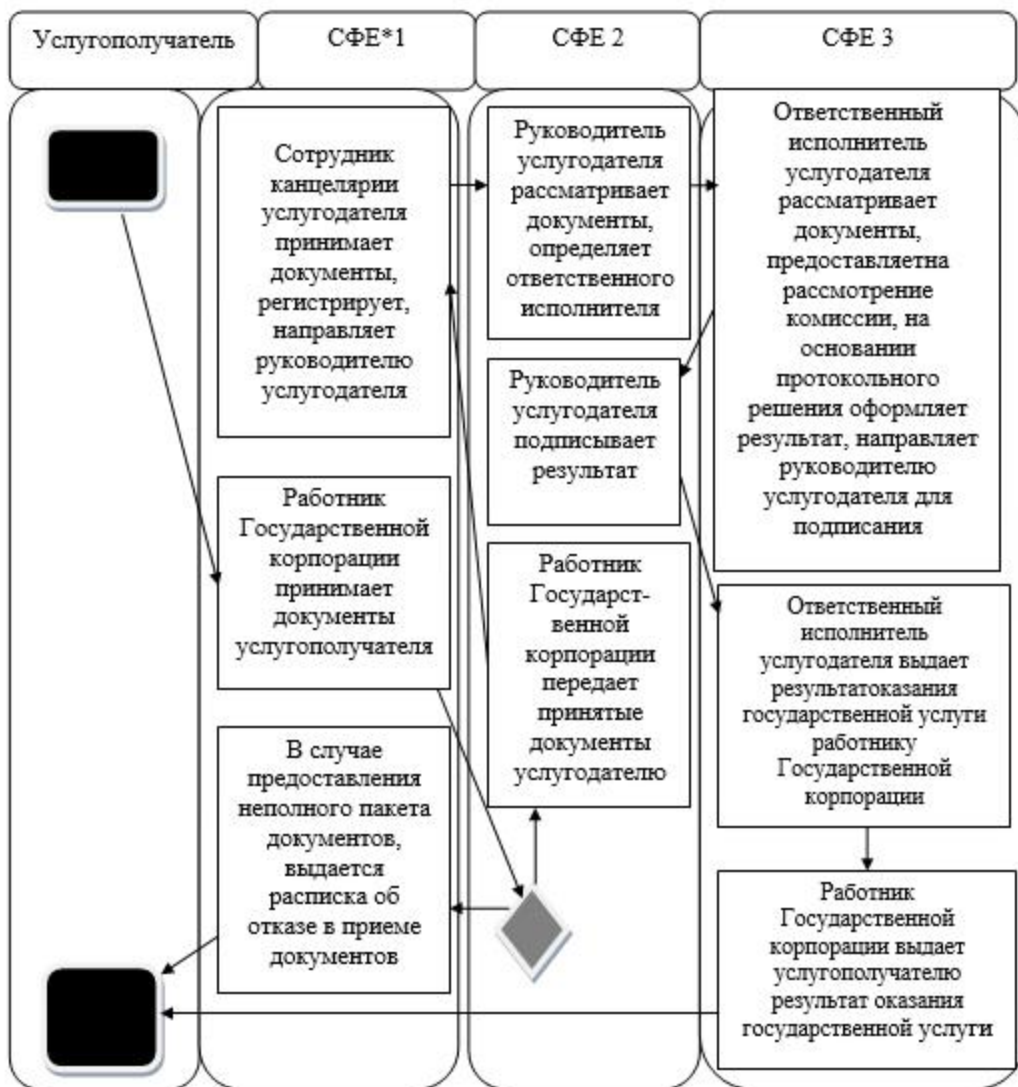 Услугополучатель
СФЕ*1
СФЕ 2
СФЕ 3
Сотрудник
канцелярии
услугодателя
принимает
документы,
регистрирует,
направляет
руководителю
услугодателя
Работник
Государственной
корпорации
принимает
документы
услугополучателя
В случае
предоставления
неполного пакета
документов,
выдается
расписка об
отказе в приеме
документов
Руководитель
услугодателя
рассматривает
документы,
определяет
ответственного
исполнителя
Руководитель
услугодателя
подписывает
результат
Работник
Государст-
венной
корпорации
передает
принятые
документы
услугодателю
Ответственный
исполнитель
услугодателя
рассматривает
документы,
предоставляетна
рассмотрение
комиссии, на
основании
протокольного
решения оформляет
результат, направляет
руководителю
услугодателя для
подписания
Ответственный
исполнитель
услугодателя выдает
результатоказания
государственной услуги
работнику
Государственной
корпорации
Работник
Государственной
корпорации выдает
услугополучателю
результат оказания
государственной услуги